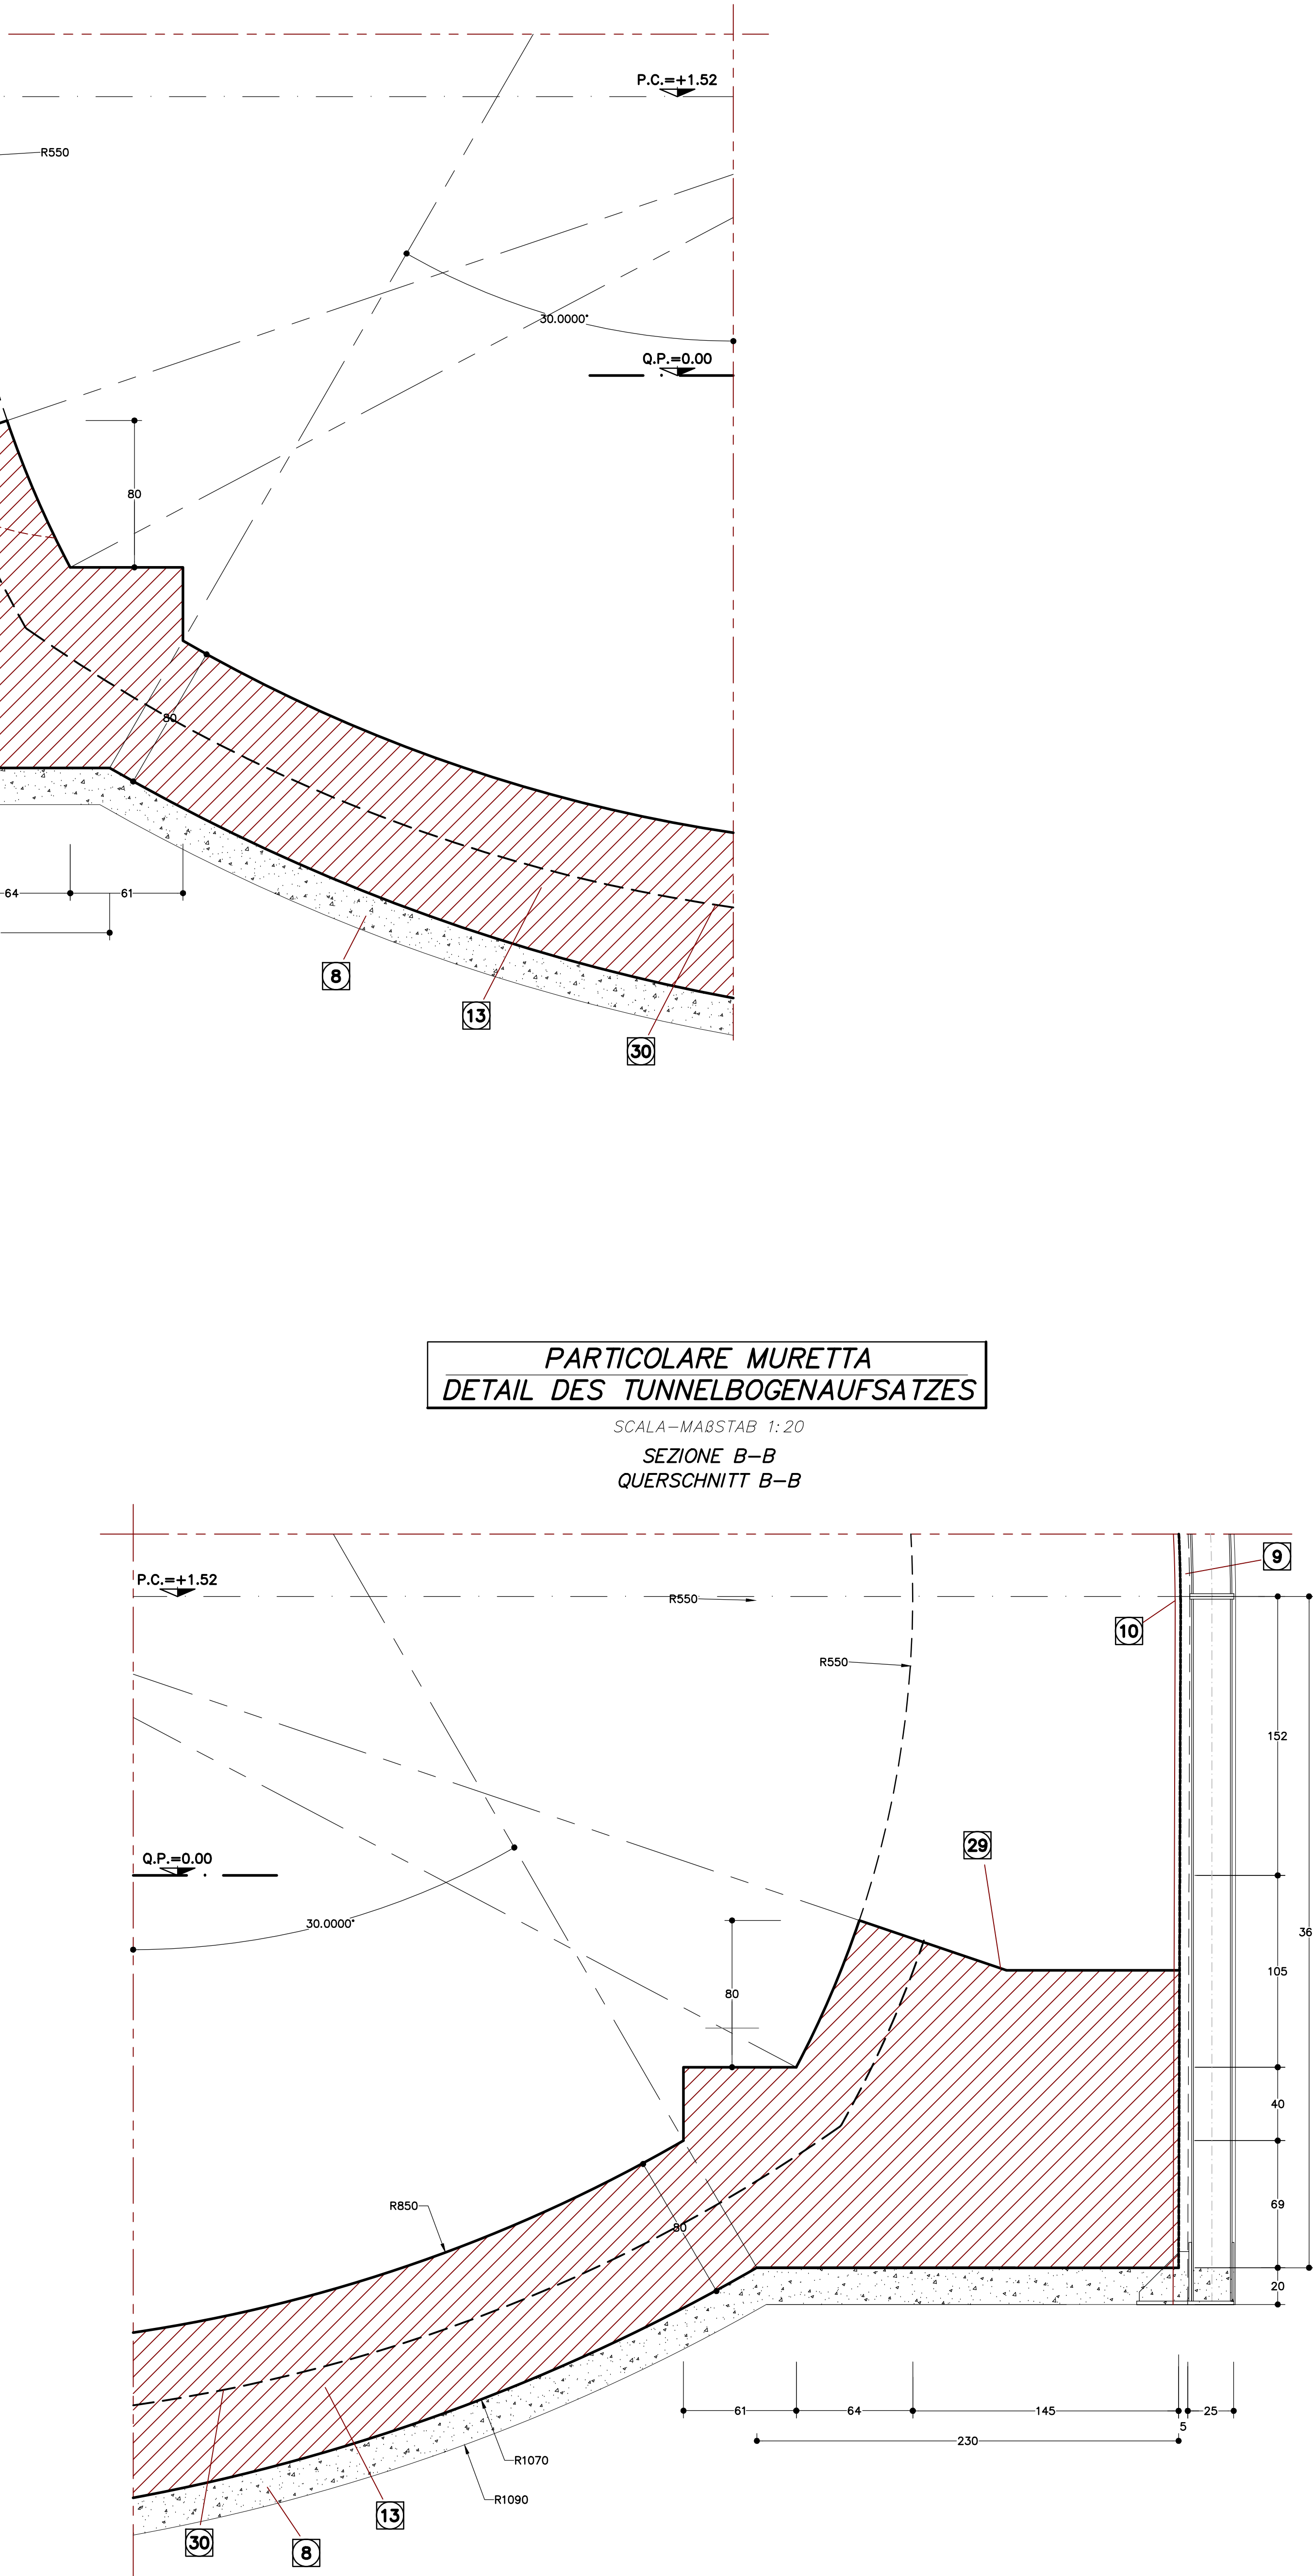 P.C.=+1.52
R550
30.0000°
Q.P.=0.00
80
80
64
61
8
13
30
PARTICOLARE MURETTA
DETAIL DES TUNNELBOGENAUFSATZES
SCALA-MAßSTAB 1:20
SEZIONE B-B
QUERSCHNITT B-B
9
P.C.=+1.52
R550
10
R550
152
29
Q.P.=0.00
30.0000°
36
80
105
40
R850
80
69
20
61
64
145
25
5
230
R1070
R1090
13
30
8